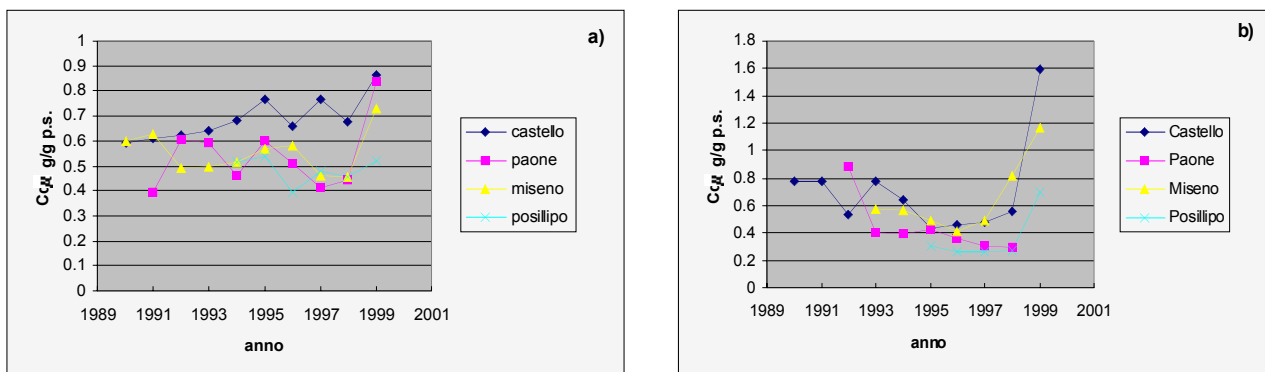 a)
1
0.9
0.8
0.7
0.6
0.5
0.4
0.3
0.2
0.1
0
1989 1991 1993 1995 1997 1999 2001
anno
g/g p.s.
castello
paone
miseno
posillipo
b)
1.8
1.6
1.4
1.2
1
0.8
0.6
0.4
0.2
0
1989 1991 1993 1995 1997 1999 2001
anno
g/g p.s.
Castello
Paone
Miseno
Posillipo